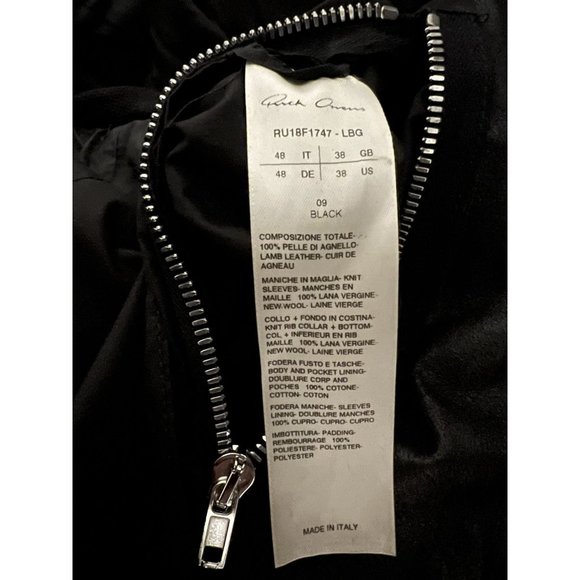 Rick Owens
RU18F1747 - LBG
48 IT 38 GB
48 DE 38 US
09
BLACK
COMPOSIZIONE TOTALE-
100% PELLE DI AGNELLO-
LAMB LEATHER- CUIR DE
AGNEAU
MANICHE IN MAGLIA- KNIT
SLEEVES- MANCHES EN
MAILLE 100% LANA VERGINE-
NEW WOOL- LAINE VIERGE
COLLO + FONDO IN COSTINA-
KNIT RIB COLLAR + BOTTOM-
COL + INFERIEUR EN RIB
MAILLE 100% LANA VERGINE-
NEW WOOL- LAINE VIERGE
FODERA FUSTO E TASCHE-
BODY AND POCKET LINING-
DOUBLURE CORP AND
POCHES 100% COTONE-
COTTON- COTON
FODERA MANICHE- SLEEVES
LINING- DOUBLURE MANCHES
100% CUPRO- CUPRO- CUPRO
IMBOTTITURA- PADDING-
REMBOURRAGE 100%
POLIESTERE- POLYESTER-
POLYESTER
MADE IN ITALY